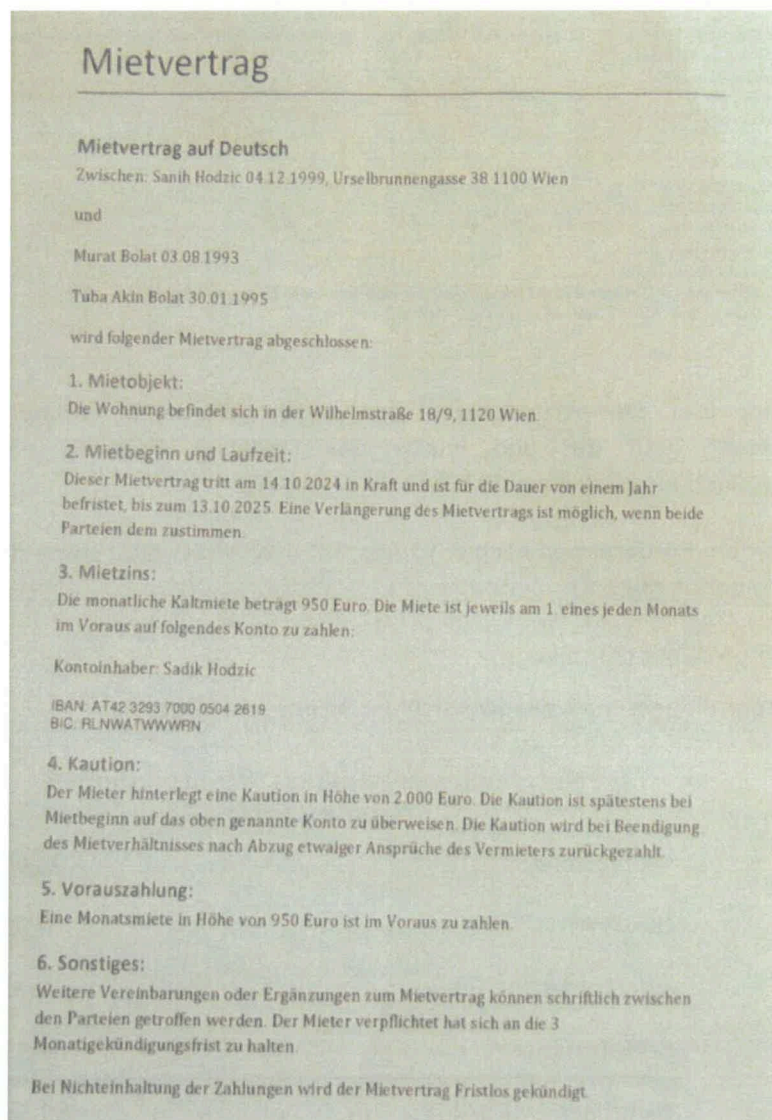 Mietvertrag
Mietvertrag auf Deutsch
Zwischen: Sanih Hodzic 04.12.1999, Urselbrunnengasse 38 1100 Wien
und
Murat Bolat 03.08.1993
Tuba Akin Bolat 30.01.1995
wird folgender Mietvertrag abgeschlossen:
1. Mietobjekt:
Die Wohnung befindet sich in der Wilhelmstraße 18/9, 1120 Wien.
2. Mietbeginn und Laufzeit:
Dieser Mietvertrag tritt am 14.10.2024 in Kraft und ist für die Dauer von einem Jahr
befristet, bis zum 13.10.2025. Eine Verlängerung des Mietvertrags ist möglich, wenn beide
Parteien dem zustimmen.
3. Mietzins:
Die monatliche Kaltmiete beträgt 950 Euro. Die Miete ist jeweils am 1. eines jeden Monats
im Voraus auf folgendes Konto zu zahlen:
Kontoinhaber: Sadik Hodzic
IBAN: AT42 3293 7000 0504 2619
BIC: RLNWATWWWRN
4. Kaution:
Der Mieter hinterlegt eine Kaution in Höhe von 2.000 Euro. Die Kaution ist spätestens bei
Mietbeginn auf das oben genannte Konto zu überweisen. Die Kaution wird bei Beendigung
des Mietverhältnisses nach Abzug etwaiger Ansprüche des Vermieters zurückgezahlt.
5. Vorauszahlung:
Eine Monatsmiete in Höhe von 950 Euro ist im Voraus zu zahlen.
6. Sonstiges:
Weitere Vereinbarungen oder Ergänzungen zum Mietvertrag können schriftlich zwischen
den Parteien getroffen werden. Der Mieter verpflichtet hat sich an die 3
Monatigekündigungsfrist zu halten.
Bei Nichteinhaltung der Zahlungen wird der Mietvertrag Fristlos gekündigt.